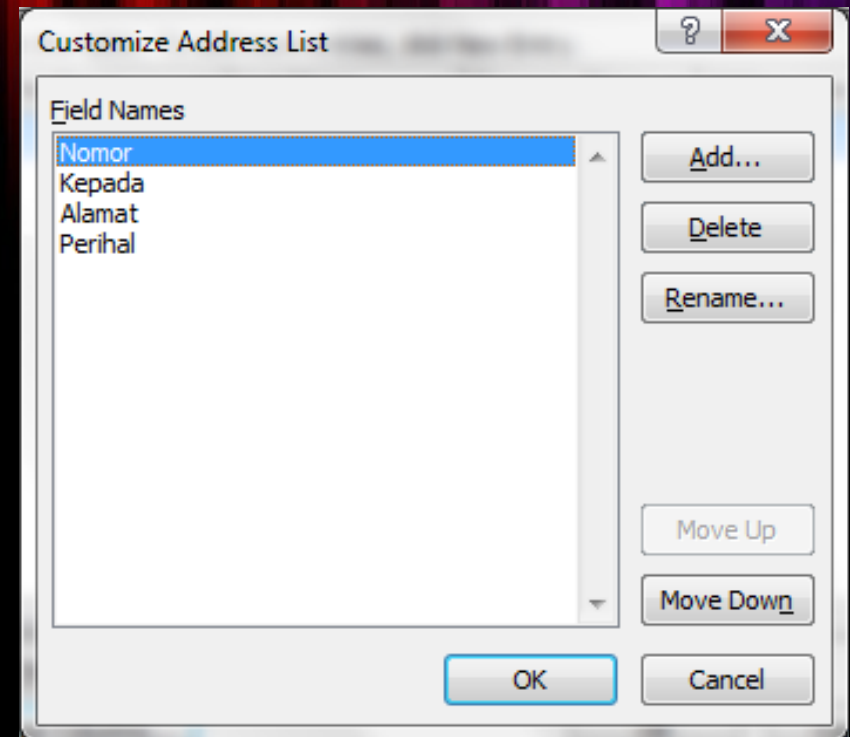 Customize Address List
Field Names
Nomor
Kepada
Alamat
Perihal
Add...
Delete
Rename...
Move Up
Move Down
OK
Cancel